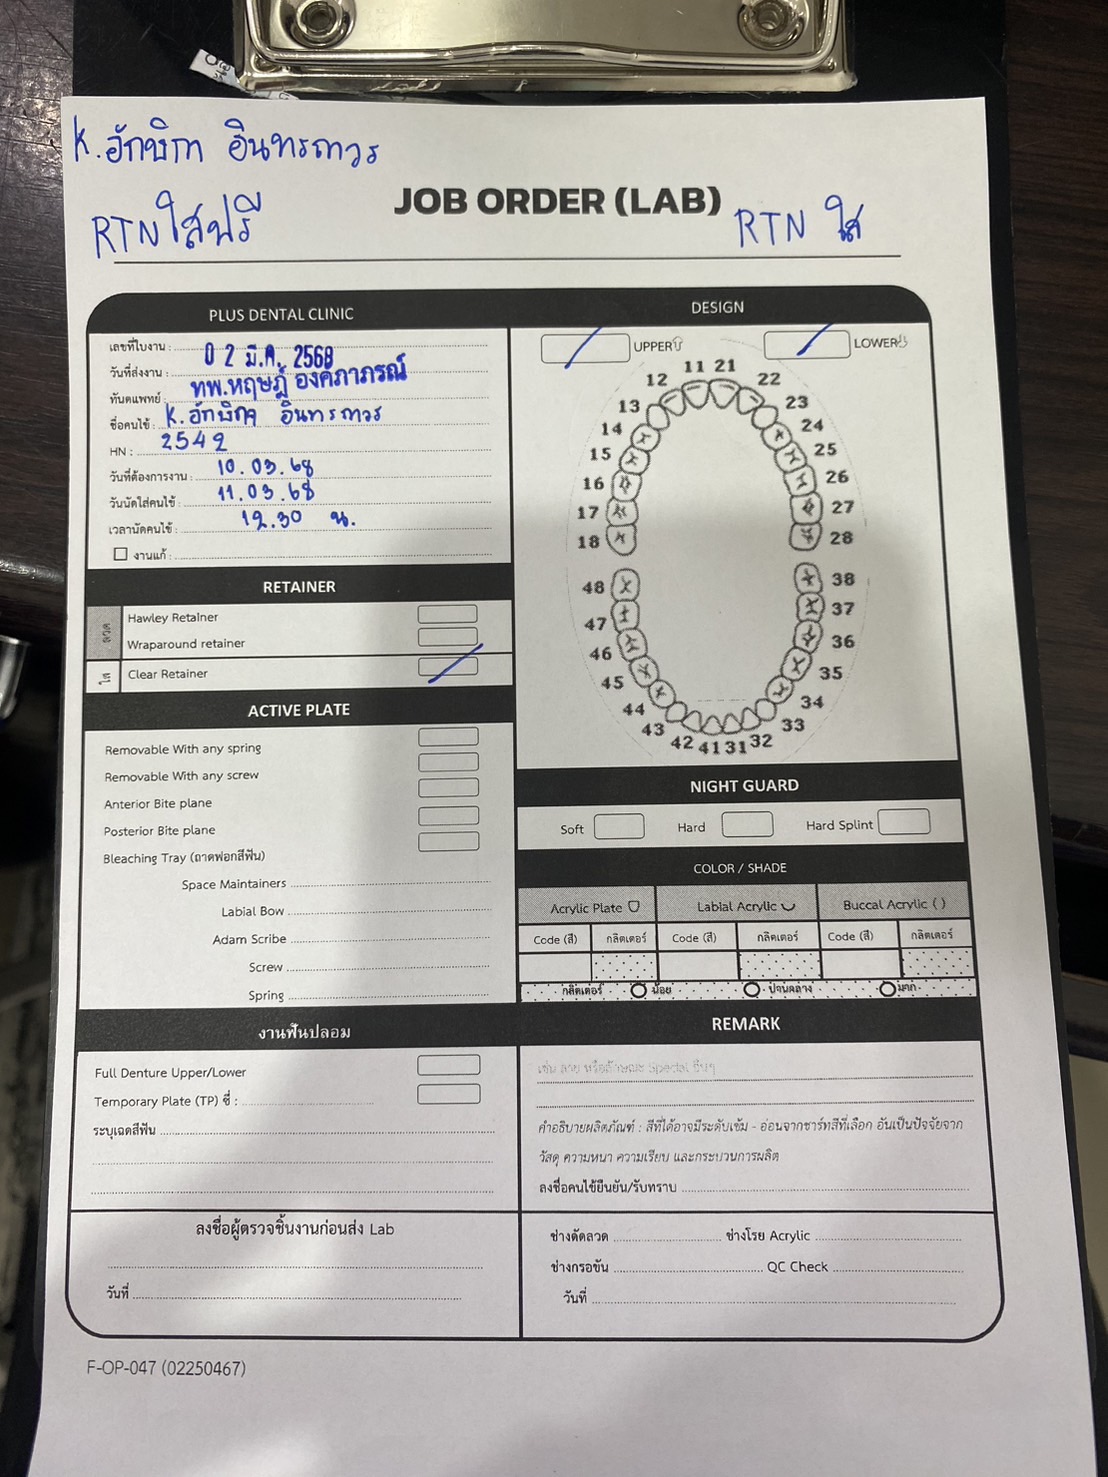 K.อักษิกา อินทรถาวร
RTNใสฟรี
JOB ORDER (LAB)
RTN ใส
PLUS DENTAL CLINIC
เลขที่ใบงาน :
วันที่ส่งงาน : 0 2 มี.ค. 2568
ทันตแพทย์ : ทพ.หฤษฎ์ องคภาภรณ์
ชื่อคนไข้ : K.อักษิกา อินทรถาวร
HN : 2542
วันที่ต้องการงาน : 10.03.68
วันนัดใส่คนไข้ : 11.03.68
เวลานัดคนไข้ : 12.30 น.
งานแก้ :
DESIGN
UPPER
LOWER
11 21
12 22
13 23
14 24
15 25
16 26
17 27
18 28
48 38
47 37
46 36
45 35
44 34
43 33
42 41 31 32
RETAINER
ลวด
Hawley Retainer
Wraparound retainer
ใส
Clear Retainer
ACTIVE PLATE
Removable With any spring
Removable With any screw
Anterior Bite plane
Posterior Bite plane
Bleaching Tray (ถาดฟอกสีฟัน)
Space Maintainers
Labial Bow
Adam Scribe
Screw
Spring
NIGHT GUARD
Soft Hard Hard Splint
COLOR / SHADE
Acrylic Plate Labial Acrylic Buccal Acrylic ( )
Code (สี) กลิตเตอร์ Code (สี) กลิตเตอร์ Code (สี) กลิตเตอร์
กลิตเตอร์ น้อย ปานกลาง มาก
งานฟันปลอม
Full Denture Upper/Lower
Temporary Plate (TP) ซี่ :
ระบุเฉดสีฟัน
REMARK
เช่น ลาย หรือลักษณะ Special อื่นๆ
คำอธิบายผลิตภัณฑ์ : สีที่ได้อาจมีระดับเข้ม - อ่อนจากชาร์ทสีที่เลือก อันเป็นปัจจัยจาก
วัสดุ ความหนา ความเรียบ และกระบวนการผลิต
ลงชื่อคนไข้ยืนยัน/รับทราบ
ลงชื่อผู้ตรวจชิ้นงานก่อนส่ง Lab
วันที่
ช่างดัดลวด ช่างโรย Acrylic
ช่างกรอขัน QC Check
วันที่
F-OP-047 (02250467)